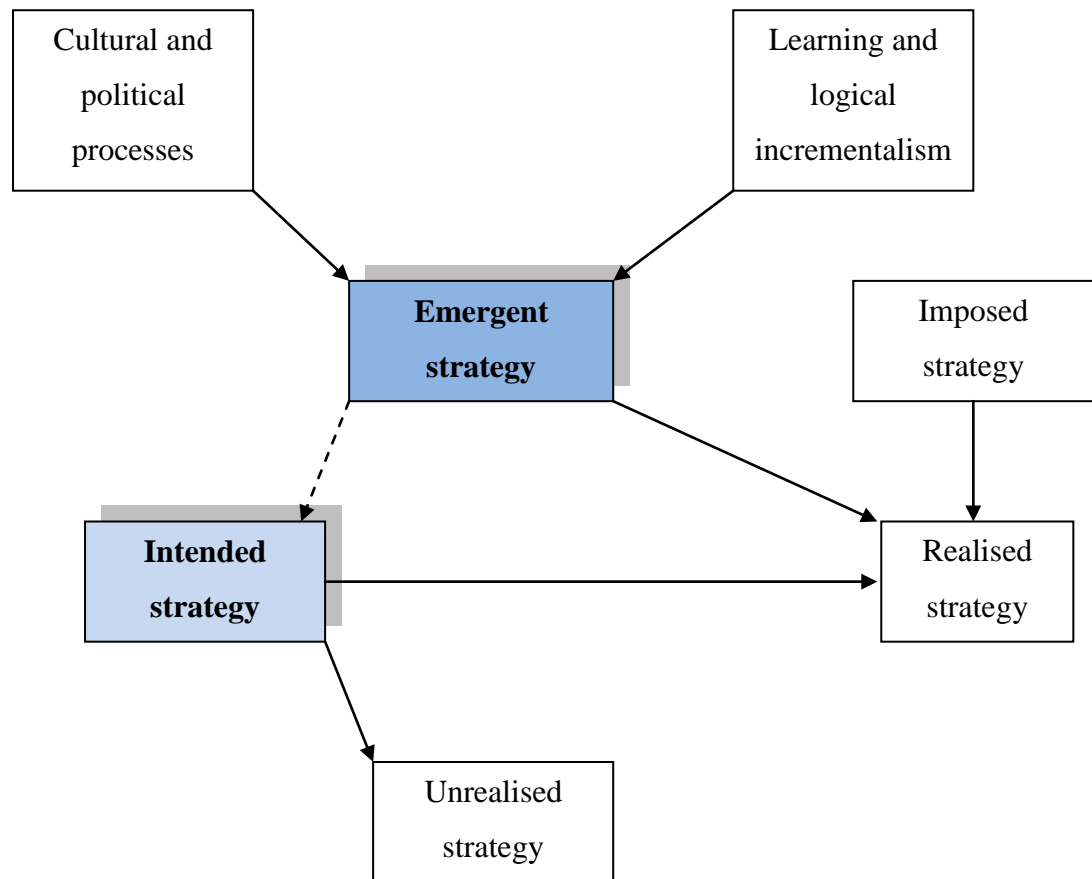 Cultural and
political
processes
Learning and
logical
incrementalism
Emergent
strategy
Imposed
strategy
Intended
strategy
Realised
strategy
Unrealised
strategy